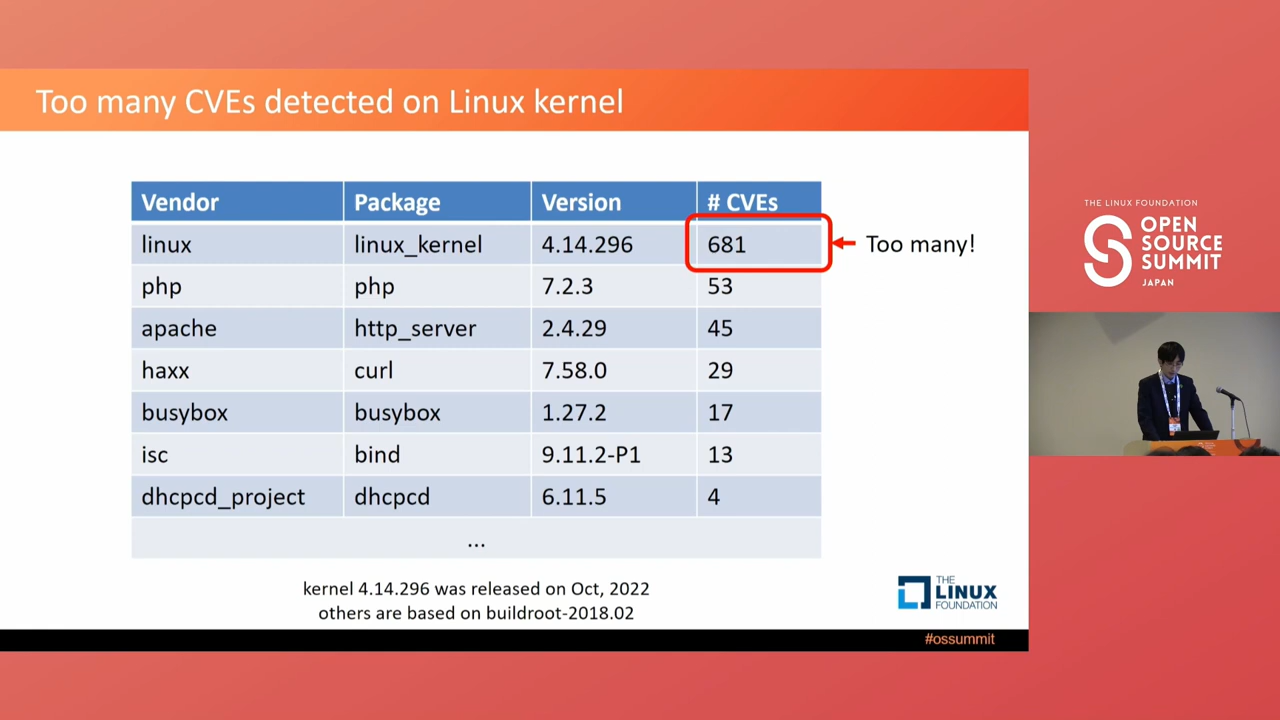 Too many CVEs detected on Linux kernel
Vendor Package Version # CVEs
linux linux_kernel 4.14.296 681 Too many!
php php 7.2.3 53
apache http_server 2.4.29 45
haxx curl 7.58.0 29
busybox busybox 1.27.2 17
isc bind 9.11.2-P1 13
dhcpcd_project dhcpcd 6.11.5 4
...
kernel 4.14.296 was released on Oct, 2022
others are based on buildroot-2018.02
THE
LINUX
FOUNDATION
#ossummit
THE LINUX FOUNDATION
OPEN
SOURCE
SUMMIT
JAPAN